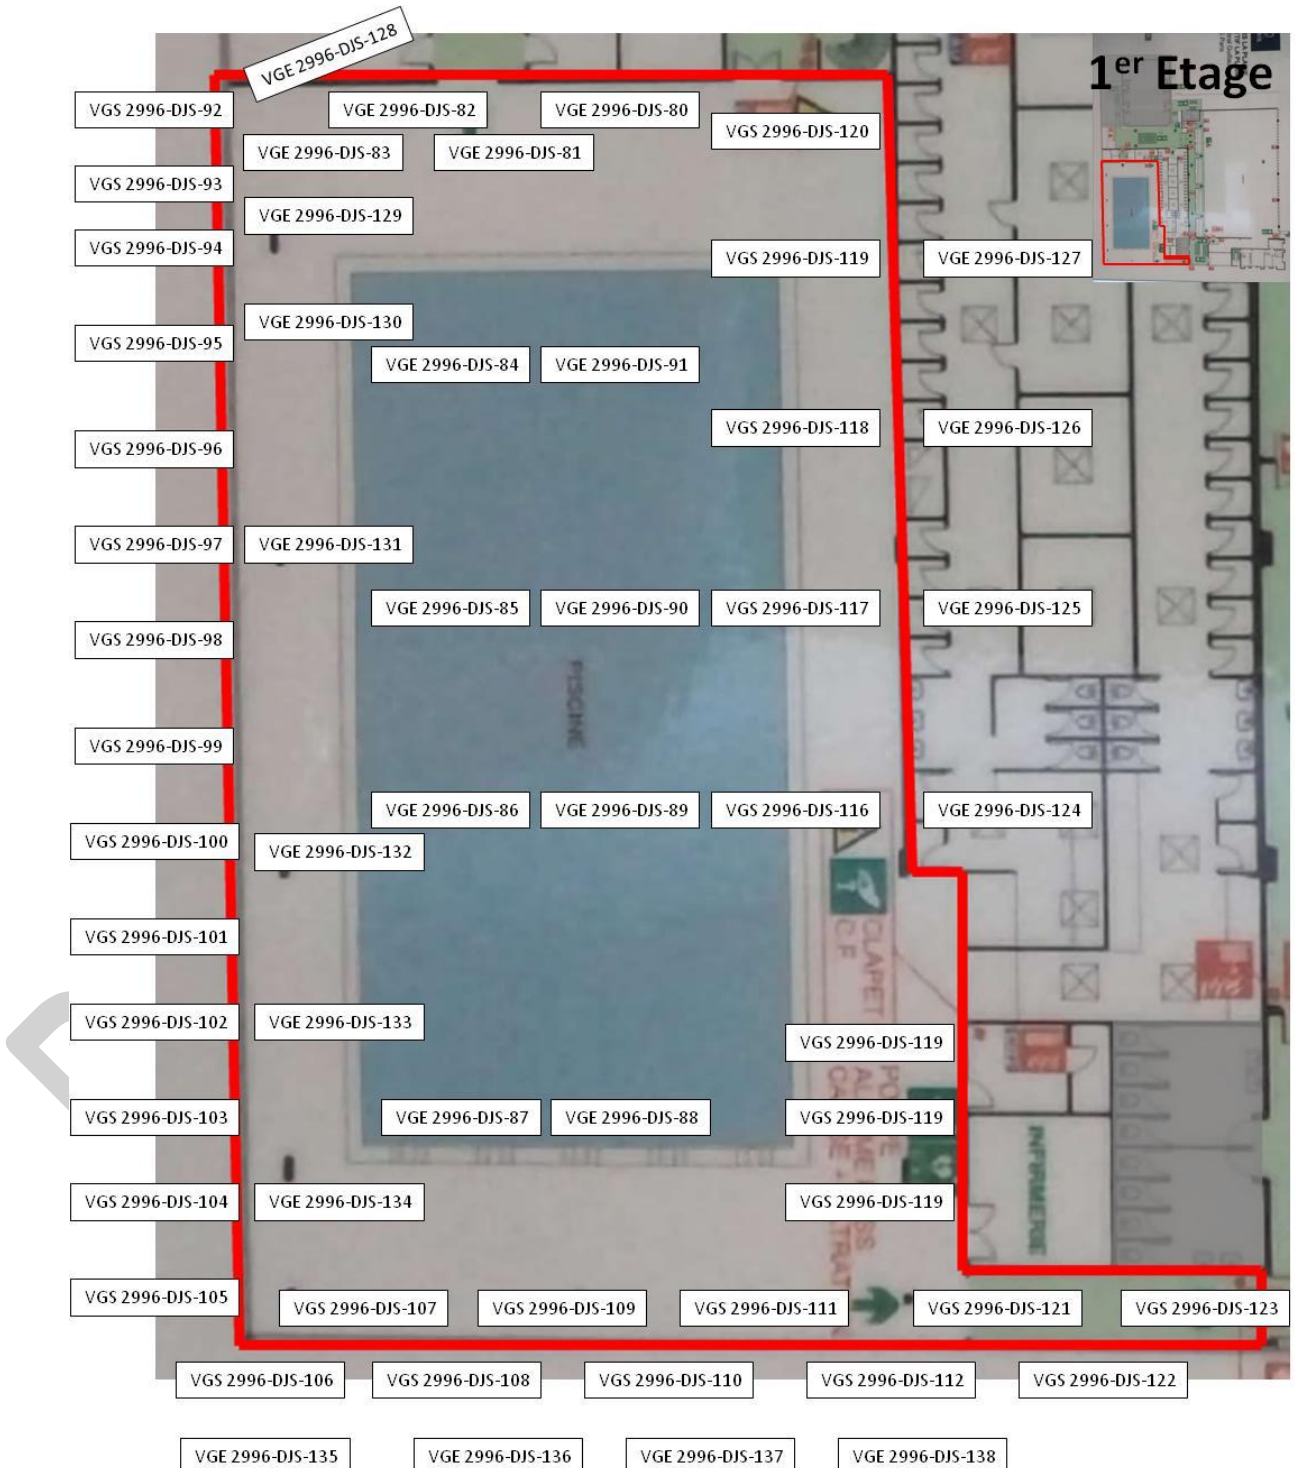 VGE 2996-DJS-128
1er Etage
VGS 2996-DJS-92
VGE 2996-DJS-82
VGE 2996-DJS-80
VGS 2996-DJS-120
VGE 2996-DJS-83
VGE 2996-DJS-81
VGS 2996-DJS-93
VGE 2996-DJS-129
VGS 2996-DJS-94
VGS 2996-DJS-119
VGE 2996-DJS-127
VGE 2996-DJS-130
VGS 2996-DJS-95
VGE 2996-DJS-84
VGE 2996-DJS-91
VGS 2996-DJS-118
VGE 2996-DJS-126
VGS 2996-DJS-96
VGS 2996-DJS-97
VGE 2996-DJS-131
VGE 2996-DJS-85
VGE 2996-DJS-90
VGS 2996-DJS-117
VGE 2996-DJS-125
VGS 2996-DJS-98
PISCINE
VGS 2996-DJS-99
VGE 2996-DJS-86
VGE 2996-DJS-89
VGS 2996-DJS-116
VGE 2996-DJS-124
VGS 2996-DJS-100
VGE 2996-DJS-132
CLAPET
C.F
VGS 2996-DJS-101
VGS 2996-DJS-102
VGE 2996-DJS-133
VGS 2996-DJS-119
VGS 2996-DJS-103
VGE 2996-DJS-87
VGE 2996-DJS-88
VGS 2996-DJS-119
INFIRMERIE
VGS 2996-DJS-104
VGE 2996-DJS-134
VGS 2996-DJS-119
VGS 2996-DJS-105
VGS 2996-DJS-107
VGS 2996-DJS-109
VGS 2996-DJS-111
VGS 2996-DJS-121
VGS 2996-DJS-123
VGS 2996-DJS-106
VGS 2996-DJS-108
VGS 2996-DJS-110
VGS 2996-DJS-112
VGS 2996-DJS-122
VGE 2996-DJS-135
VGE 2996-DJS-136
VGE 2996-DJS-137
VGE 2996-DJS-138